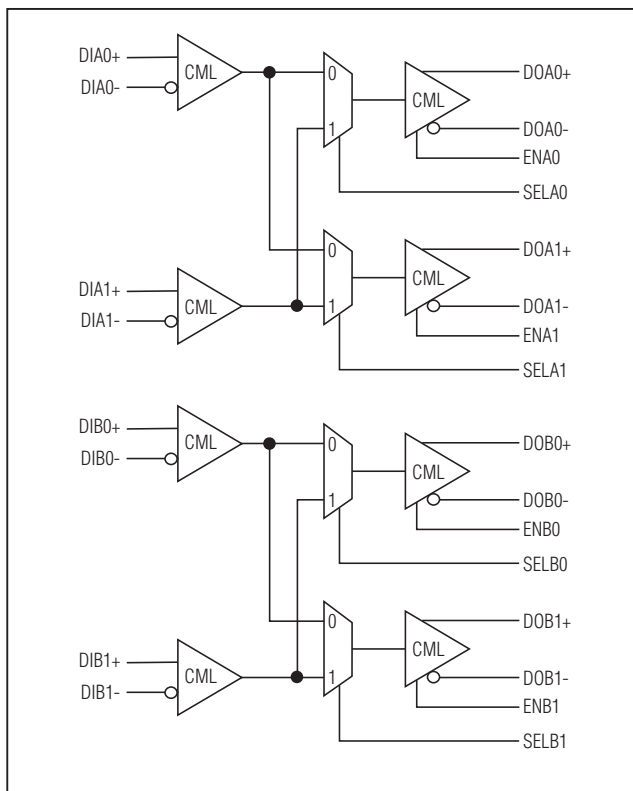 DIA0+
DIA0-
CML
0
1
CML
DOA0+
DOA0-
ENA0
SELA0
DIA1+
DIA1-
CML
0
1
CML
DOA1+
DOA1-
ENA1
SELA1
DIB0+
DIB0-
CML
0
1
CML
DOB0+
DOB0-
ENB0
SELB0
DIB1+
DIB1-
CML
0
1
CML
DOB1+
DOB1-
ENB1
SELB1